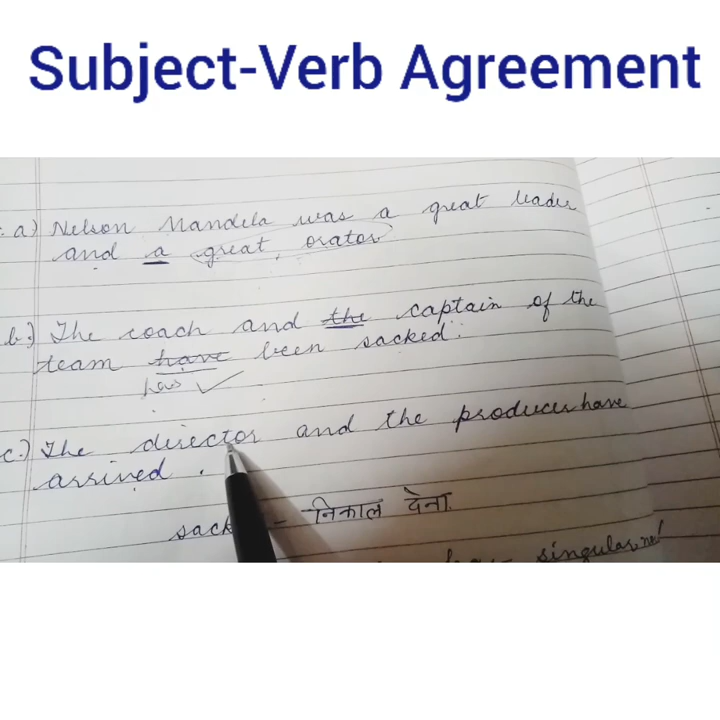 Subject-Verb Agreement
a) Nelson Mandela was a great leader
and a great, orator
b.) The coach and the captain of the
team have been sacked.
has ✓
c.) The director and the producer have
arrived.
sack - निकाल देना
singular